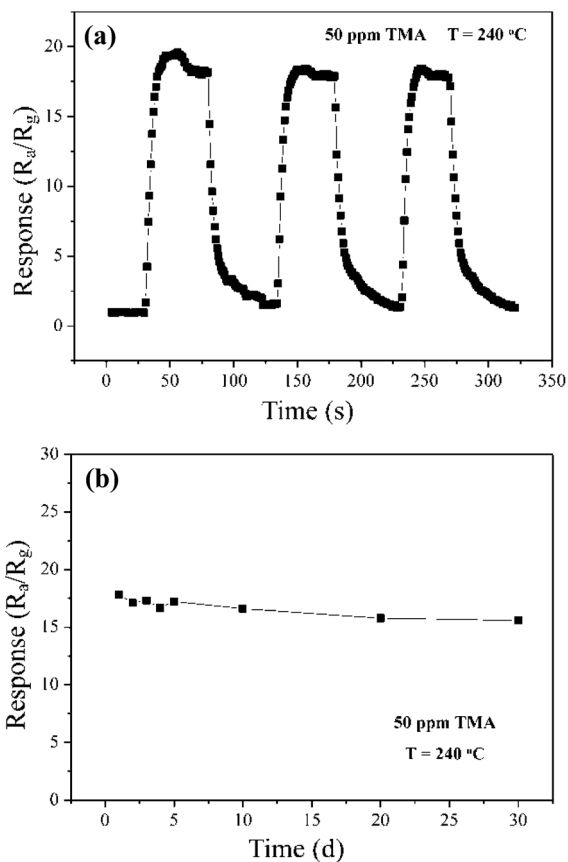 (a)
50 ppm TMA T = 240 °C
20
15
10
5
0
Response (Rₐ/R_g)
0 50 100 150 200 250 300 350
Time (s)
(b)
30
25
20
15
10
5
0
Response (Rₐ/R_g)
50 ppm TMA
T = 240 °C
0 5 10 15 20 25 30
Time (d)